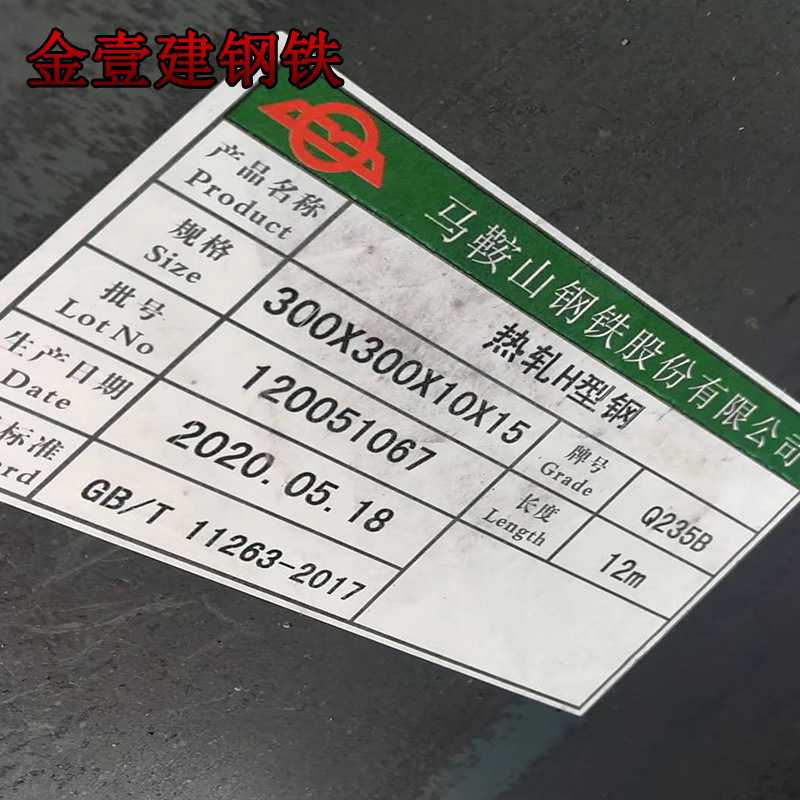 金壹建钢铁
马鞍山钢铁股份有限公司
产品名称 热轧H型钢
Product
规格 300X300X10X15 牌号 Q235B
Size Grade
批号 120051067 长度 12m
Lot No Length
生产日期 2020.05.18
Date
标准 GB/T 11263-2017